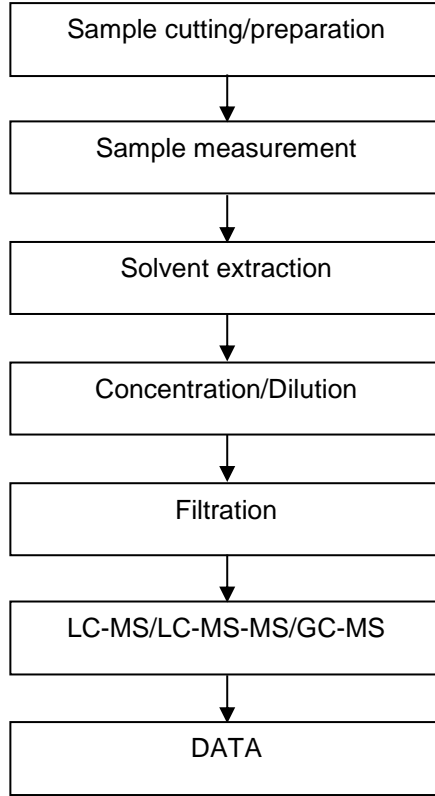 Sample cutting/preparation
Sample measurement
Solvent extraction
Concentration/Dilution
Filtration
LC-MS/LC-MS-MS/GC-MS
DATA